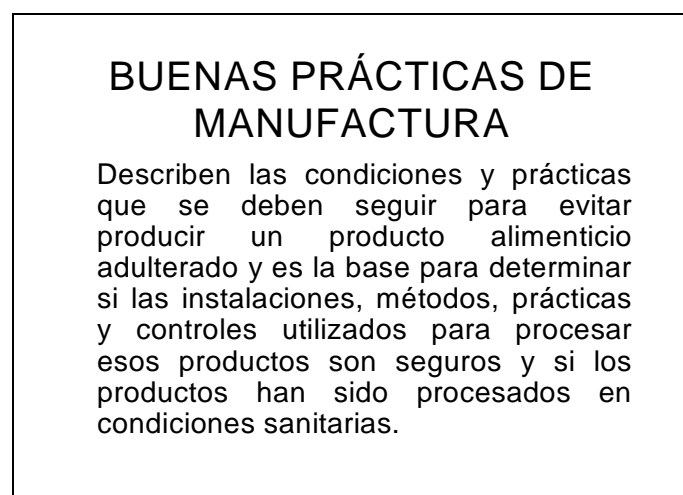 BUENAS PRÁCTICAS DE
MANUFACTURA
Describen las condiciones y prácticas
que se deben seguir para evitar
producir un producto alimenticio
adulterado y es la base para determinar
si las instalaciones, métodos, prácticas
y controles utilizados para procesar
esos productos son seguros y si los
productos han sido procesados en
condiciones sanitarias.